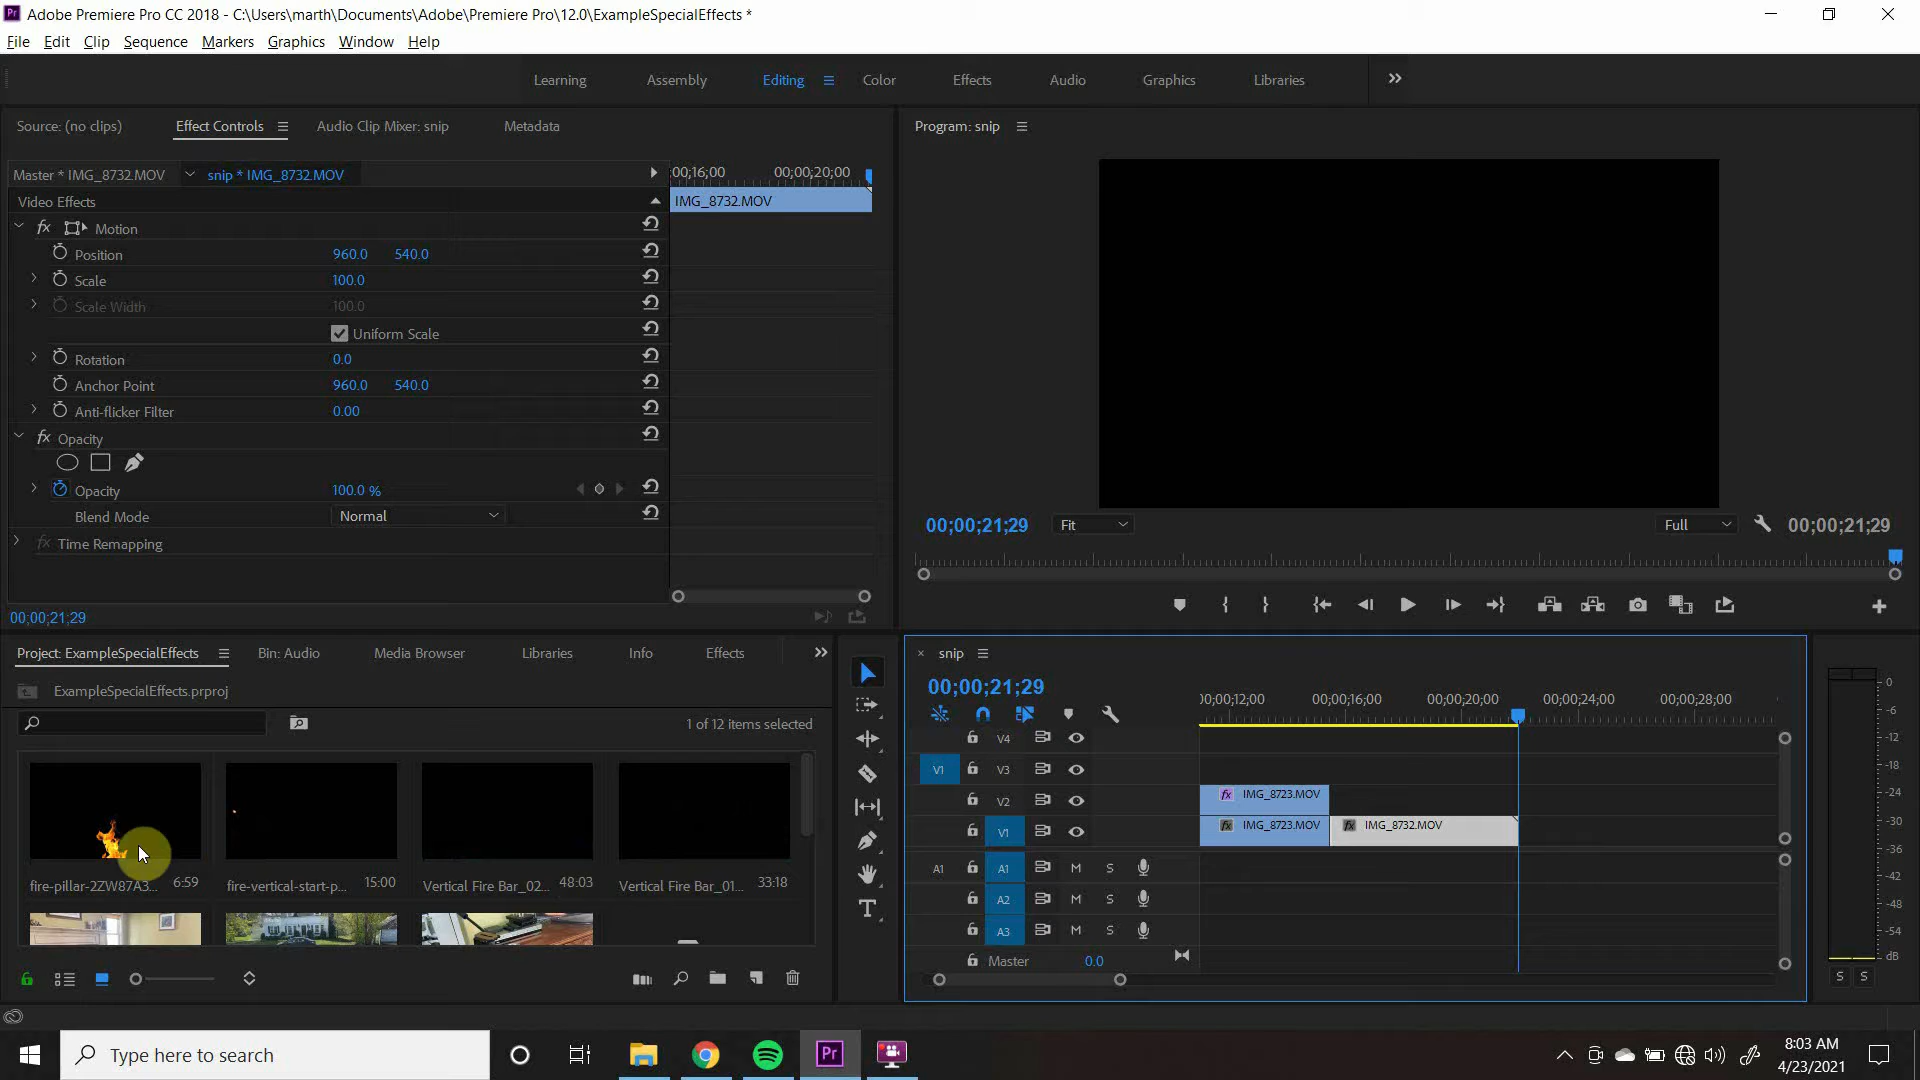 Adobe Premiere Pro CC 2018 - C:\Users\marth\Documents\Adobe\Premiere Pro\12.0\ExampleSpecialEffects *
File Edit Clip Sequence Markers Graphics Window Help
Learning Assembly Editing Color Effects Audio Graphics Libraries
Source: (no clips) Effect Controls Audio Clip Mixer: snip Metadata
Program: snip
Master * IMG_8732.MOV snip * IMG_8732.MOV
:00;16;00 00;00;20;00
Video Effects
IMG_8732.MOV
fx Motion
Position 960.0 540.0
Scale 100.0
Scale Width 100.0
Uniform Scale
Rotation 0.0
Anchor Point 960.0 540.0
Anti-flicker Filter 0.00
fx Opacity
Opacity 100.0 %
Blend Mode Normal
fx Time Remapping
00;00;21;29
00;00;21;29 Fit Full 00;00;21;29
Project: ExampleSpecialEffects Bin: Audio Media Browser Libraries Info Effects
ExampleSpecialEffects.prproj
1 of 12 items selected
fire-pillar-2ZW87A3... 6:59
fire-vertical-start-p... 15:00
Vertical Fire Bar_02... 48:03
Vertical Fire Bar_01... 33:18
T
× snip
00;00;21;29
00;00;12;00 00;00;16;00 00;00;20;00 00;00;24;00 00;00;28;00
V4
V1 V3
V2 fx IMG_8723.MOV
V1 fx IMG_8723.MOV fx IMG_8732.MOV
A1 A1 M S
A2 M S
A3 M S
Master 0.0
0
-6
-12
-18
-24
-30
-36
-42
-48
-54
dB
S S
Type here to search
Pr
8:03 AM
4/23/2021